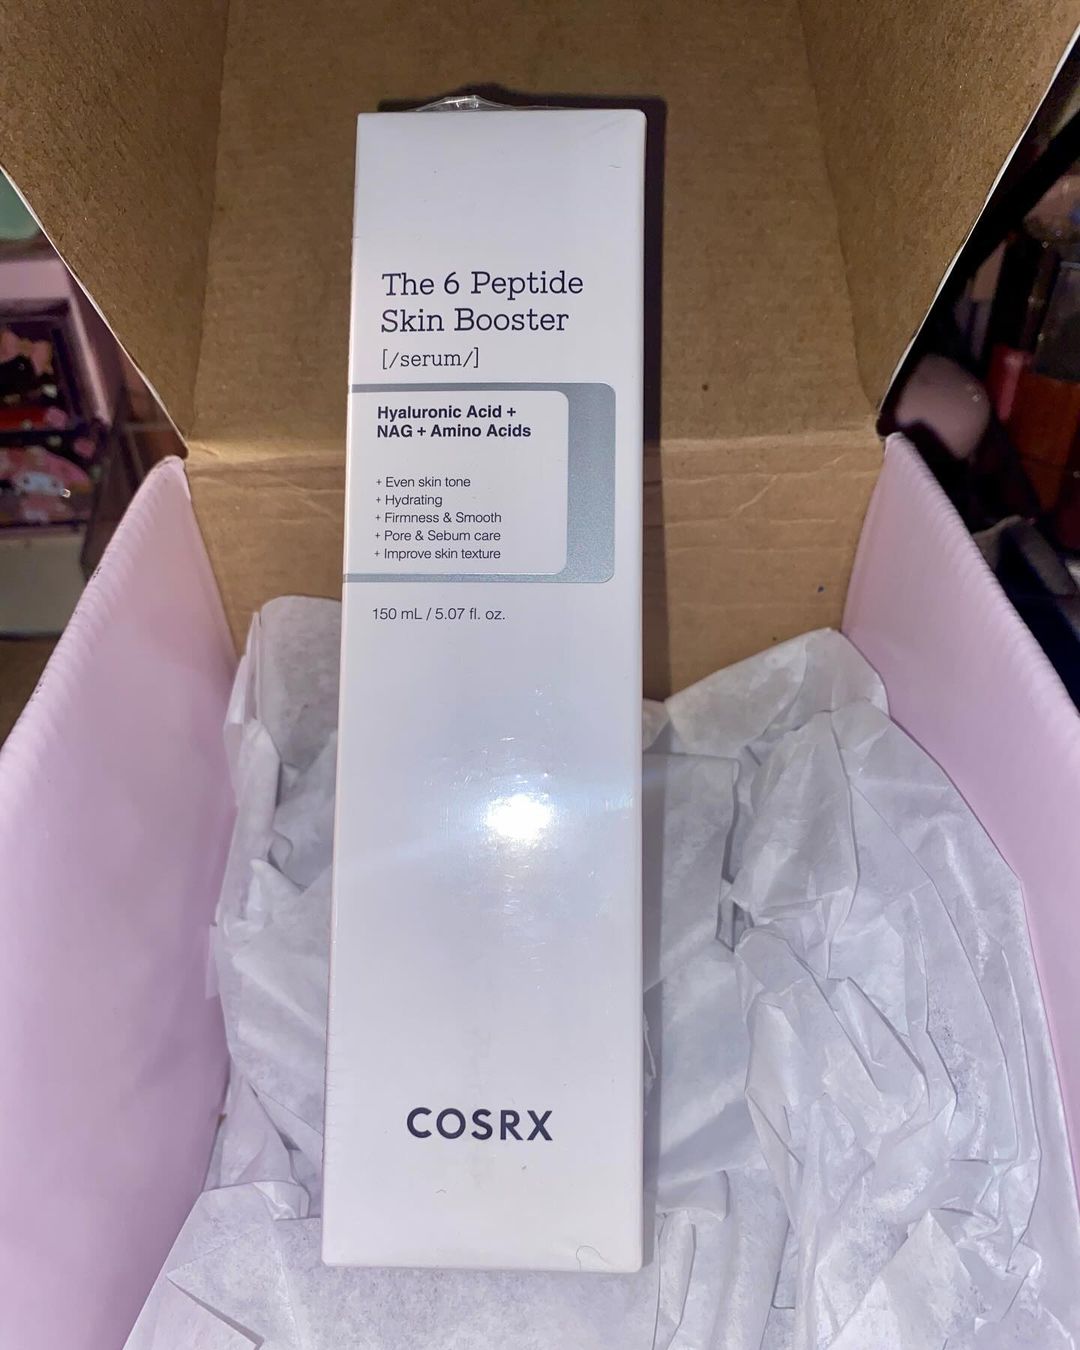 The 6 Peptide
Skin Booster
[/serum/]
Hyaluronic Acid +
NAG + Amino Acids
+ Even skin tone
+ Hydrating
+ Firmness & Smooth
+ Pore & Sebum care
+ Improve skin texture
150 mL / 5.07 fl. oz.
COSRX